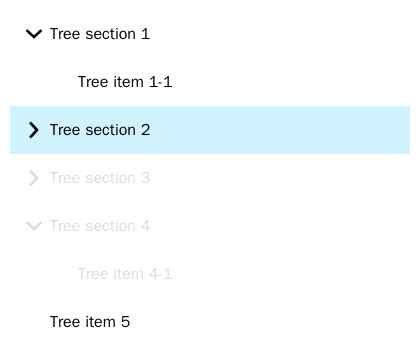 Tree section 1
Tree item 1-1
Tree section 2
Tree section 3
Tree section 4
Tree item 4-1
Tree item 5